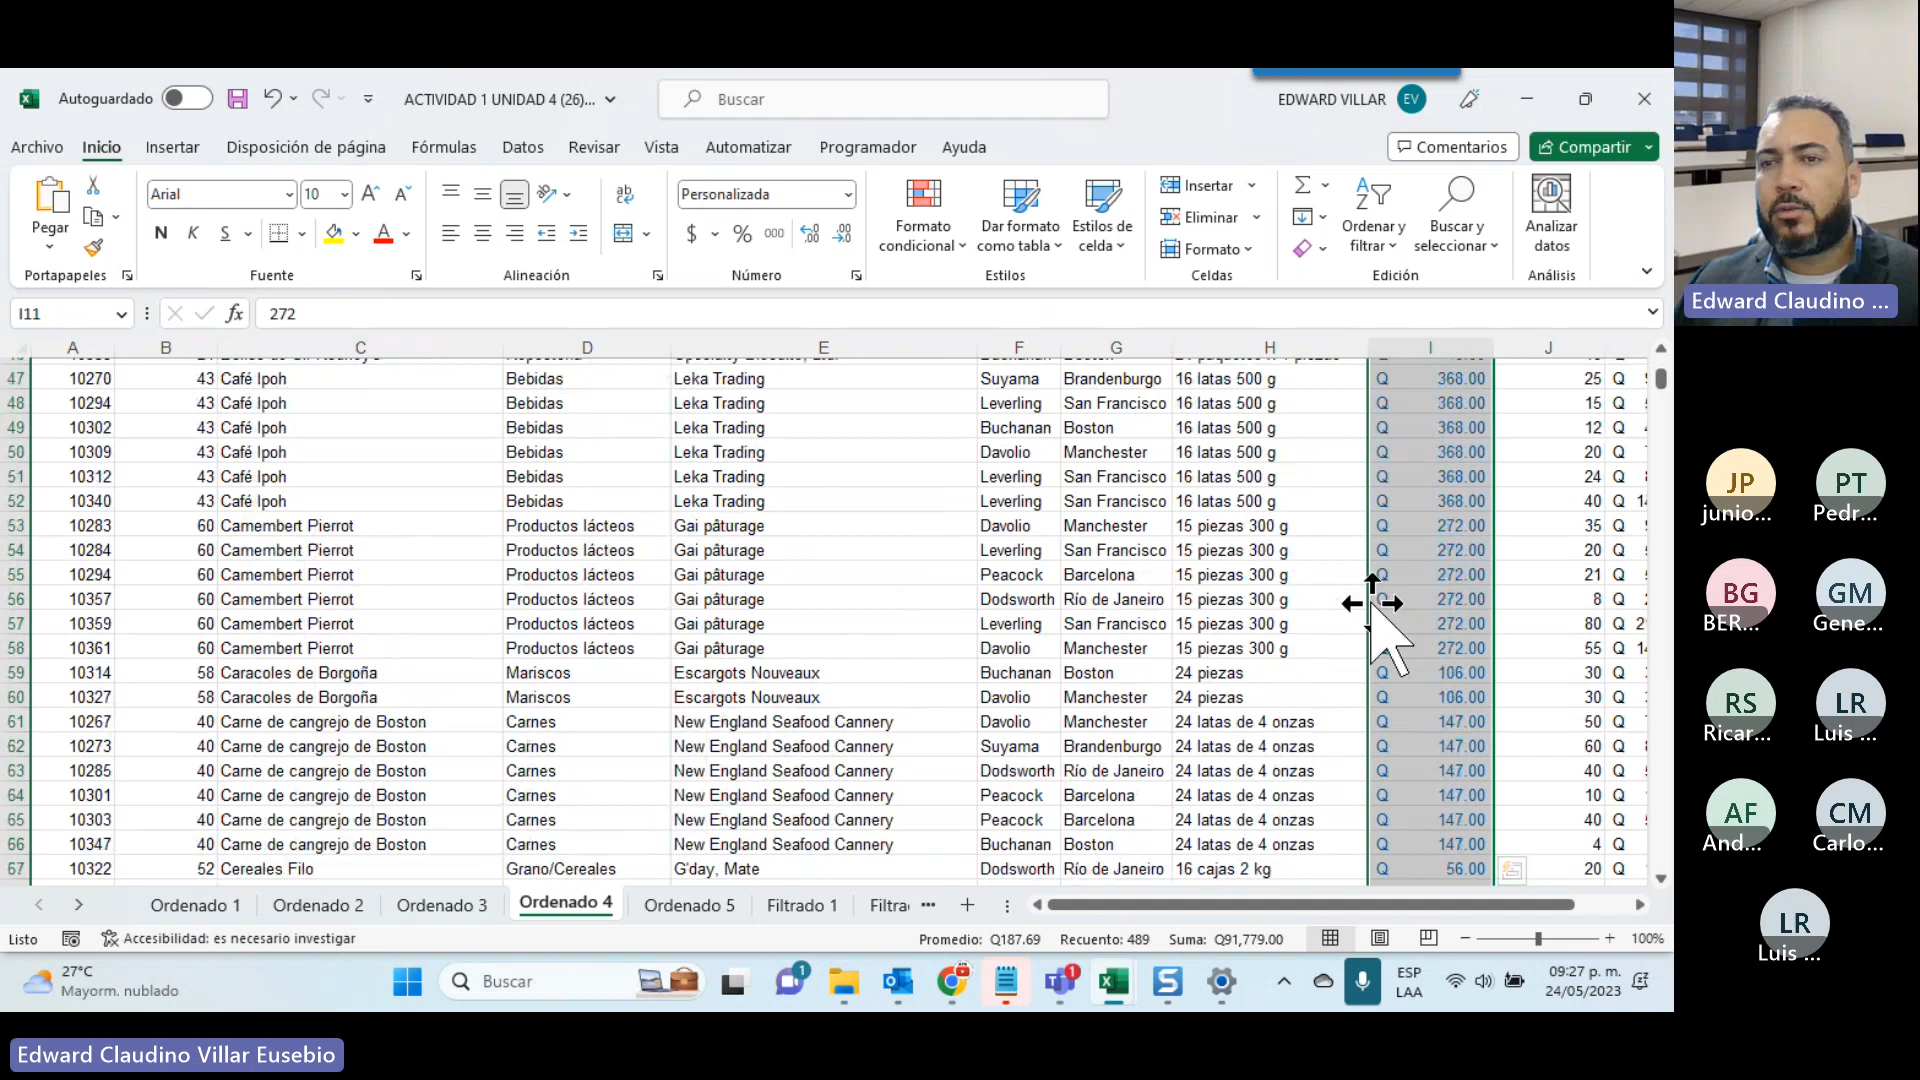 Autoguardado
ACTIVIDAD 1 UNIDAD 4 (26)...
Buscar
EDWARD VILLAR EV
Archivo Inicio Insertar Disposición de página Fórmulas Datos Revisar Vista Automatizar Programador Ayuda
Comentarios Compartir
Pegar
Portapapeles
Arial 10
N K S
Fuente
Alineación
Personalizada
$ % 000
Número
Formato condicional
Dar formato como tabla
Estilos de celda
Estilos
Insertar
Eliminar
Formato
Celdas
Ordenar y filtrar
Buscar y seleccionar
Edición
Analizar datos
Análisis
I11 fx 272
A B C D E F G H I J
47 10270 43 Café Ipoh Bebidas Leka Trading Suyama Brandenburgo 16 latas 500 g Q 368.00 25 Q
48 10294 43 Café Ipoh Bebidas Leka Trading Leverling San Francisco 16 latas 500 g Q 368.00 15 Q
49 10302 43 Café Ipoh Bebidas Leka Trading Buchanan Boston 16 latas 500 g Q 368.00 12 Q
50 10309 43 Café Ipoh Bebidas Leka Trading Davolio Manchester 16 latas 500 g Q 368.00 20 Q
51 10312 43 Café Ipoh Bebidas Leka Trading Leverling San Francisco 16 latas 500 g Q 368.00 24 Q
52 10340 43 Café Ipoh Bebidas Leka Trading Leverling San Francisco 16 latas 500 g Q 368.00 40 Q
53 10283 60 Camembert Pierrot Productos lácteos Gai pâturage Davolio Manchester 15 piezas 300 g Q 272.00 35 Q
54 10284 60 Camembert Pierrot Productos lácteos Gai pâturage Leverling San Francisco 15 piezas 300 g Q 272.00 20 Q
55 10294 60 Camembert Pierrot Productos lácteos Gai pâturage Peacock Barcelona 15 piezas 300 g Q 272.00 21 Q
56 10357 60 Camembert Pierrot Productos lácteos Gai pâturage Dodsworth Río de Janeiro 15 piezas 300 g 272.00 8 Q
57 10359 60 Camembert Pierrot Productos lácteos Gai pâturage Leverling San Francisco 15 piezas 300 g 272.00 80 Q
58 10361 60 Camembert Pierrot Productos lácteos Gai pâturage Davolio Manchester 15 piezas 300 g 272.00 55 Q
59 10314 58 Caracoles de Borgoña Mariscos Escargots Nouveaux Buchanan Boston 24 piezas Q 106.00 30 Q
60 10327 58 Caracoles de Borgoña Mariscos Escargots Nouveaux Davolio Manchester 24 piezas Q 106.00 30 Q
61 10267 40 Carne de cangrejo de Boston Carnes New England Seafood Cannery Davolio Manchester 24 latas de 4 onzas Q 147.00 50 Q
62 10273 40 Carne de cangrejo de Boston Carnes New England Seafood Cannery Suyama Brandenburgo 24 latas de 4 onzas Q 147.00 60 Q
63 10285 40 Carne de cangrejo de Boston Carnes New England Seafood Cannery Dodsworth Río de Janeiro 24 latas de 4 onzas Q 147.00 40 Q
64 10301 40 Carne de cangrejo de Boston Carnes New England Seafood Cannery Peacock Barcelona 24 latas de 4 onzas Q 147.00 10 Q
65 10303 40 Carne de cangrejo de Boston Carnes New England Seafood Cannery Peacock Barcelona 24 latas de 4 onzas Q 147.00 40 Q
66 10347 40 Carne de cangrejo de Boston Carnes New England Seafood Cannery Buchanan Boston 24 latas de 4 onzas Q 147.00 4 Q
67 10322 52 Cereales Filo Grano/Cereales G'day, Mate Dodsworth Río de Janeiro 16 cajas 2 kg Q 56.00 20 Q
Ordenado 1 Ordenado 2 Ordenado 3 Ordenado 4 Ordenado 5 Filtrado 1 Filtra
Listo Accesibilidad: es necesario investigar Promedio: Q187.69 Recuento: 489 Suma: Q91,779.00 100%
27°C
Mayorm. nublado
Buscar
1
1
ESP
LAA
09:27 p. m.
24/05/2023
Edward Claudino Villar Eusebio
Edward Claudino ...
JP
junio...
PT
Pedr...
BG
BER...
GM
Gene...
RS
Ricar...
LR
Luis ...
AF
And...
CM
Carlo...
LR
Luis ...